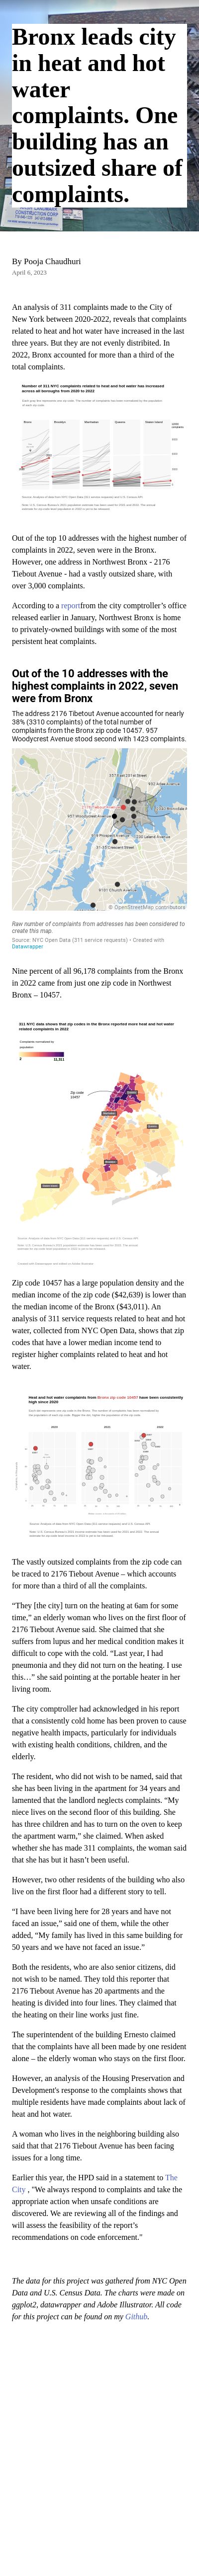 Bronx leads city
in heat and hot
water
complaints. One
building has an
outsized share of
complaints.
By Pooja Chaudhuri
April 6, 2023
An analysis of 311 complaints made to the City of
New York between 2020-2022, reveals that complaints
related to heat and hot water have increased in the last
three years. But they are not evenly distribited. In
2022, Bronx accounted for more than a third of the
total complaints.
Number of 311 NYC complaints related to heat and hot water has increased
across all boroughs from 2020 to 2022
Bronx Brooklyn Manhattan Queens Staten Island
Out of the top 10 addresses with the highest number of
complaints in 2022, seven were in the Bronx.
However, one address in Northwest Bronx - 2176
Tiebout Avenue - had a vastly outsized share, with
over 3,000 complaints.
According to a reportfrom the city comptroller’s office
released earlier in January, Northwest Bronx is home
to privately-owned buildings with some of the most
persistent heat complaints.
Out of the 10 addresses with the
highest complaints in 2022, seven
were from Bronx
The address 2176 Tiebetout Avenue accounted for nearly
38% (3310 complaints) of the total number of
complaints from the Bronx zip code 10457. 957
Woodycrest Avenue stood second with 1423 complaints.
© OpenStreetMap contributors
Raw number of complaints from addresses has been considered to
create this map.
Source: NYC Open Data (311 service requests) • Created with
Datawrapper
Nine percent of all 96,178 complaints from the Bronx
in 2022 came from just one zip code in Northwest
Bronx – 10457.
311 NYC data shows that zip codes in the Bronx reported more heat and hot water
related complaints in 2022
Complaints normalized by
population
Zip code
10457
Zip code 10457 has a large population density and the
median income of the zip code ($42,639) is lower than
the median income of the Bronx ($43,011). An
analysis of 311 service requests related to heat and hot
water, collected from NYC Open Data, shows that zip
codes that have a lower median income tend to
register higher complaints related to heat and hot
water.
Heat and hot water complaints from Bronx zip code 10457 have been consistently
high since 2020
The vastly outsized complaints from the zip code can
be traced to 2176 Tiebout Avenue – which accounts
for more than a third of all the complaints.
“They [the city] turn on the heating at 6am for some
time,” an elderly woman who lives on the first floor of
2176 Tiebout Avenue said. She claimed that she
suffers from lupus and her medical condition makes it
difficult to cope with the cold. “Last year, I had
pneumonia and they did not turn on the heating. I use
this…” she said pointing at the portable heater in her
living room.
The city comptroller had acknowledged in his report
that a consistently cold home has been proven to cause
negative health impacts, particularly for individuals
with existing health conditions, children, and the
elderly.
The resident, who did not wish to be named, said that
she has been living in the apartment for 34 years and
lamented that the landlord neglects complaints. “My
niece lives on the second floor of this building. She
has three children and has to turn on the oven to keep
the apartment warm,” she claimed. When asked
whether she has made 311 complaints, the woman said
that she has but it hasn’t been useful.
However, two other residents of the building who also
live on the first floor had a different story to tell.
“I have been living here for 28 years and have not
faced an issue,” said one of them, while the other
added, “My family has lived in this same building for
50 years and we have not faced an issue.”
Both the residents, who are also senior citizens, did
not wish to be named. They told this reporter that
2176 Tiebout Avenue has 20 apartments and the
heating is divided into four lines. They claimed that
the heating on their line works just fine.
The superintendent of the building Ernesto claimed
that the complaints have all been made by one resident
alone – the elderly woman who stays on the first floor.
However, an analysis of the Housing Preservation and
Development's response to the complaints shows that
multiple residents have made complaints about lack of
heat and hot water.
A woman who lives in the neighboring building also
said that that 2176 Tiebout Avenue has been facing
issues for a long time.
Earlier this year, the HPD said in a statement to The
City , "We always respond to complaints and take the
appropriate action when unsafe conditions are
discovered. We are reviewing all of the findings and
will assess the feasibility of the report’s
recommendations on code enforcement."
The data for this project was gathered from NYC Open
Data and U.S. Census Data. The charts were made on
ggplot2, datawrapper and Adobe Illustrator. All code
for this project can be found on my Github.